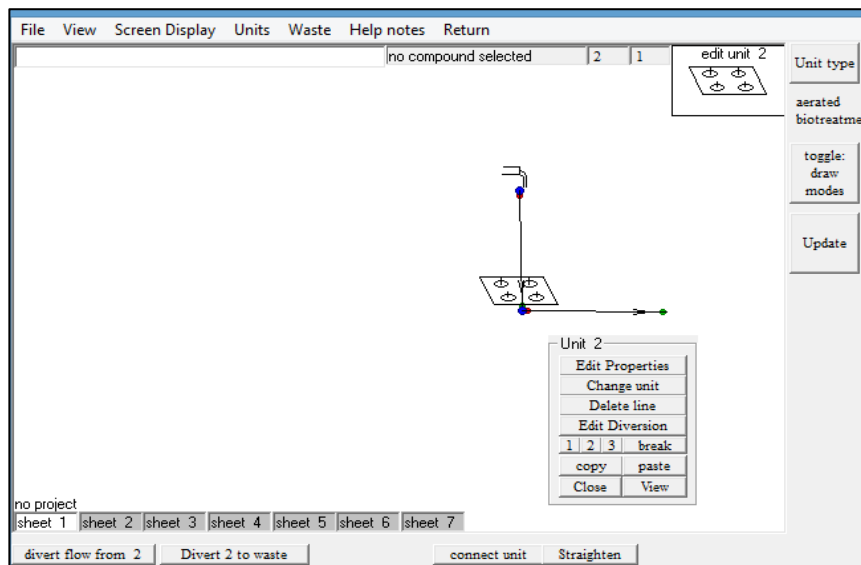 File View Screen Display Units Waste Help notes Return
no compound selected 2 1
edit unit 2
Unit type
aerated
biotreatme
toggle:
draw
modes
Update
Unit 2
Edit Properties
Change unit
Delete line
Edit Diversion
1 2 3 break
copy paste
Close View
no project
sheet 1 sheet 2 sheet 3 sheet 4 sheet 5 sheet 6 sheet 7
divert flow from 2 Divert 2 to waste connect unit Straighten